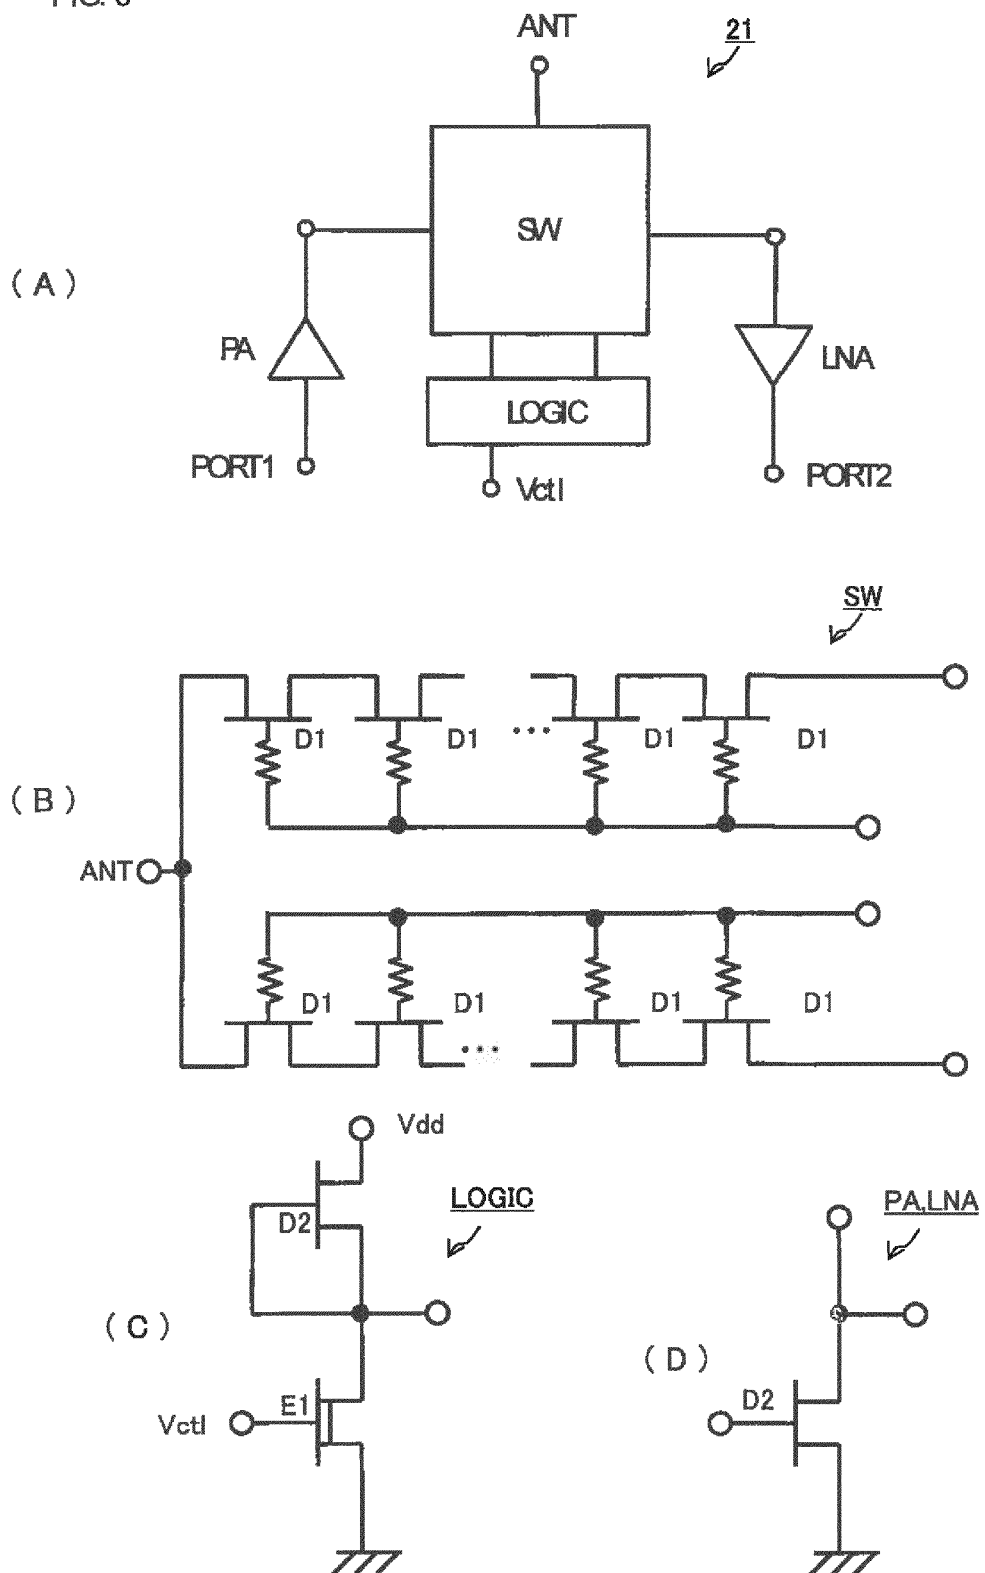 ANT
21
( A )
SW
PA
LNA
LOGIC
PORT1
Vctl
PORT2
SW
D1 D1 ... D1 D1
( B )
ANT
D1 D1 D1 D1
...
Vdd
LOGIC
PA,LNA
D2
( C )
( D )
E1
D2
Vctl